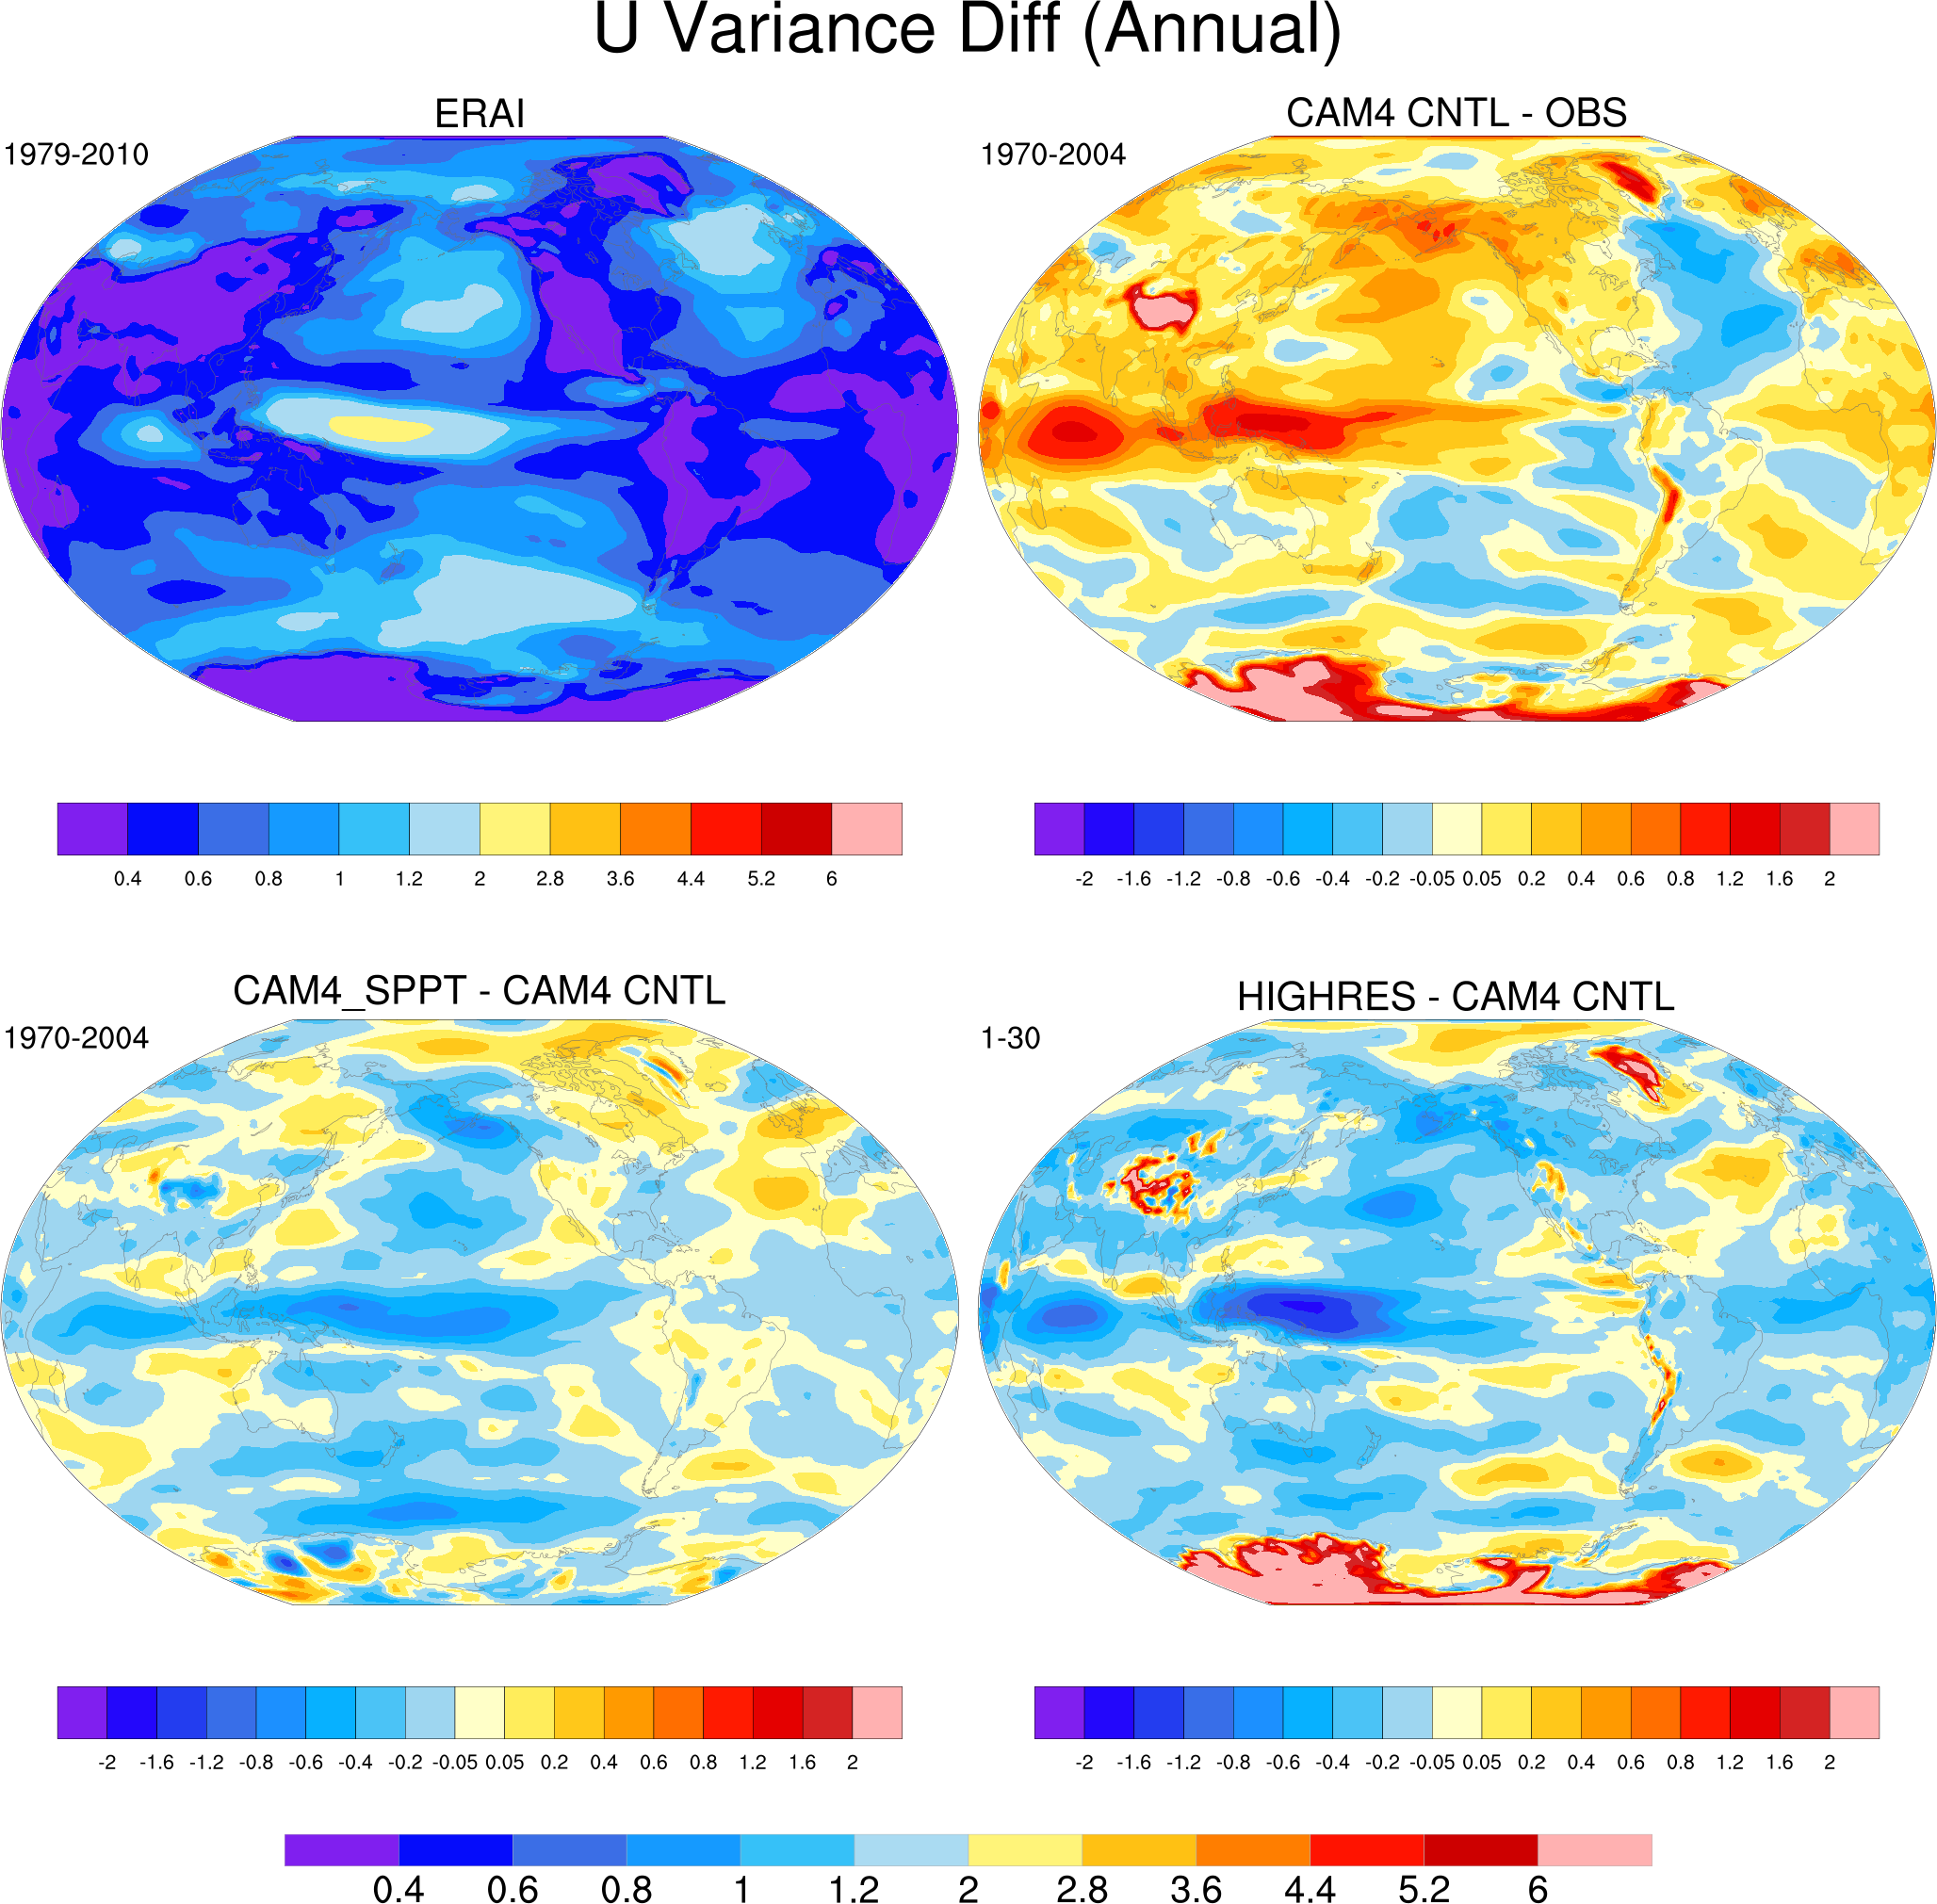 U Variance Diff (Annual)
ERAI
1979-2010
CAM4 CNTL - OBS
1970-2004
0.4 0.6 0.8 1 1.2 2 2.8 3.6 4.4 5.2 6
-2 -1.6 -1.2 -0.8 -0.6 -0.4 -0.2 -0.05 0.05 0.2 0.4 0.6 0.8 1.2 1.6 2
CAM4_SPPT - CAM4 CNTL
1970-2004
HIGHRES - CAM4 CNTL
1-30
-2 -1.6 -1.2 -0.8 -0.6 -0.4 -0.2 -0.05 0.05 0.2 0.4 0.6 0.8 1.2 1.6 2
-2 -1.6 -1.2 -0.8 -0.6 -0.4 -0.2 -0.05 0.05 0.2 0.4 0.6 0.8 1.2 1.6 2
0.4 0.6 0.8 1 1.2 2 2.8 3.6 4.4 5.2 6